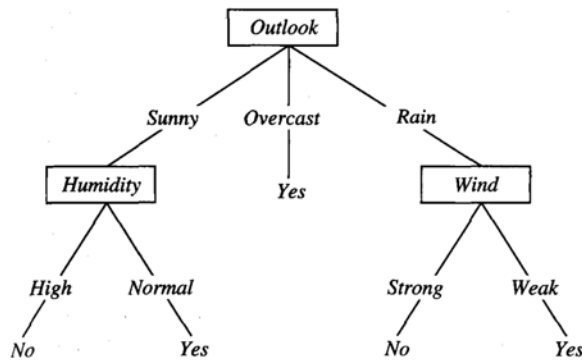 Outlook
Sunny Overcast Rain
Humidity Yes Wind
High Normal Strong Weak
No Yes No Yes